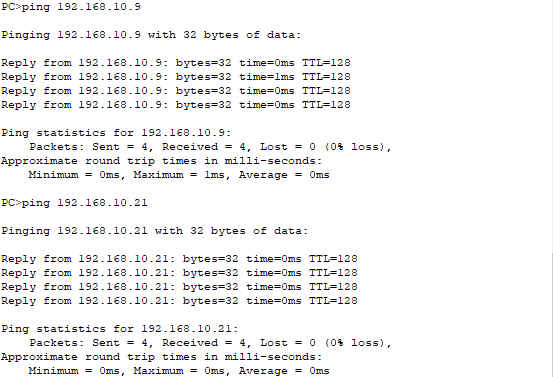 PC>ping 192.168.10.9
Pinging 192.168.10.9 with 32 bytes of data:
Reply from 192.168.10.9: bytes=32 time=0ms TTL=128
Reply from 192.168.10.9: bytes=32 time=1ms TTL=128
Reply from 192.168.10.9: bytes=32 time=0ms TTL=128
Reply from 192.168.10.9: bytes=32 time=0ms TTL=128
Ping statistics for 192.168.10.9:
Packets: Sent = 4, Received = 4, Lost = 0 (0% loss),
Approximate round trip times in milli-seconds:
Minimum = 0ms, Maximum = 1ms, Average = 0ms
PC>ping 192.168.10.21
Pinging 192.168.10.21 with 32 bytes of data:
Reply from 192.168.10.21: bytes=32 time=0ms TTL=128
Reply from 192.168.10.21: bytes=32 time=0ms TTL=128
Reply from 192.168.10.21: bytes=32 time=0ms TTL=128
Reply from 192.168.10.21: bytes=32 time=0ms TTL=128
Ping statistics for 192.168.10.21:
Packets: Sent = 4, Received = 4, Lost = 0 (0% loss),
Approximate round trip times in milli-seconds:
Minimum = 0ms, Maximum = 0ms, Average = 0ms